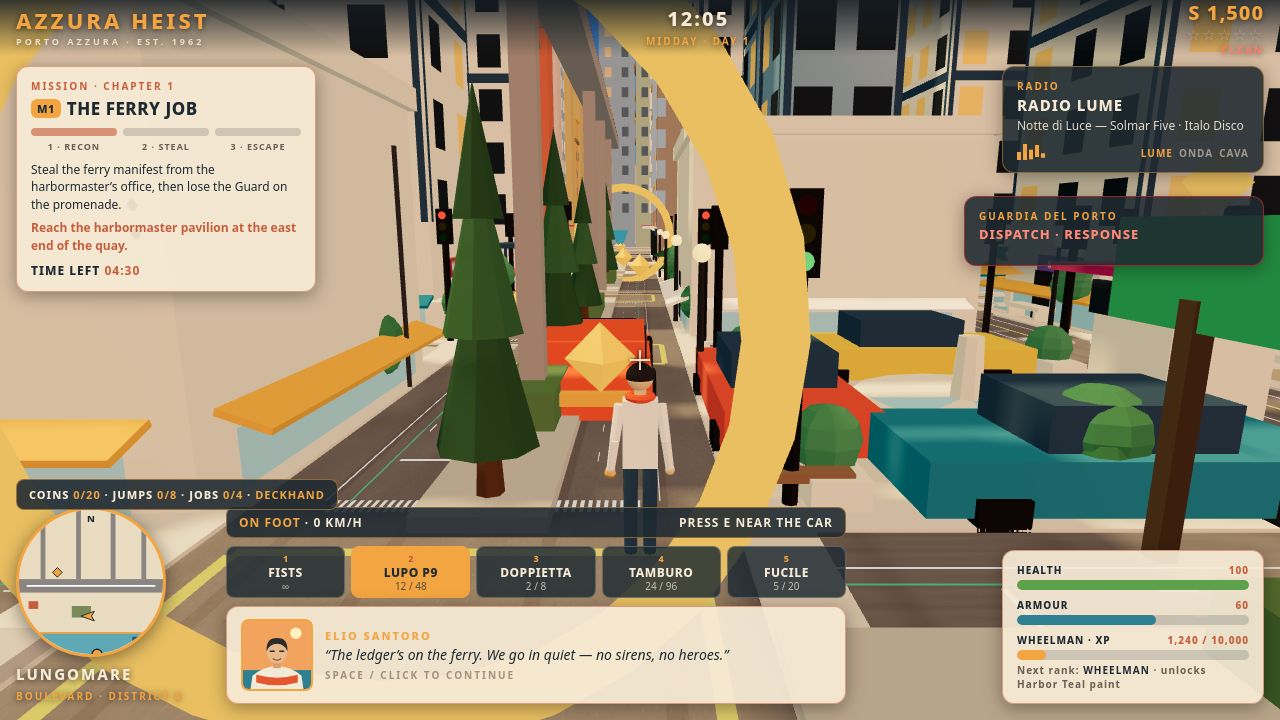 AZZURA HEIST
PORTO AZZURA · EST. 1962
12:05
MIDDAY · DAY 1
S 1,500
☆☆☆☆☆
CLEAN
MISSION · CHAPTER 1
M1 THE FERRY JOB
1 · RECON 2 · STEAL 3 · ESCAPE
Steal the ferry manifest from the
harbormaster's office, then lose the Guard on
the promenade.
Reach the harbormaster pavilion at the east
end of the quay.
TIME LEFT 04:30
RADIO
RADIO LUME
Notte di Luce — Solmar Five · Italo Disco
LUME ONDA CAVA
GUARDIA DEL PORTO
DISPATCH · RESPONSE
COINS 0/20 · JUMPS 0/8 · JOBS 0/4 · DECKHAND
N
LUNGOMARE
BOULEVARD · DISTRICT
ON FOOT · 0 KM/H PRESS E NEAR THE CAR
1 2 3 4 5
FISTS LUPO P9 DOPPIETTA TAMBURO FUCILE
∞ 12 / 48 2 / 8 24 / 96 5 / 20
ELIO SANTORO
“The ledger's on the ferry. We go in quiet — no sirens, no heroes.”
SPACE / CLICK TO CONTINUE
HEALTH 100
ARMOUR 60
WHEELMAN · XP 1,240 / 10,000
Next rank: WHEELMAN · unlocks
Harbor Teal paint